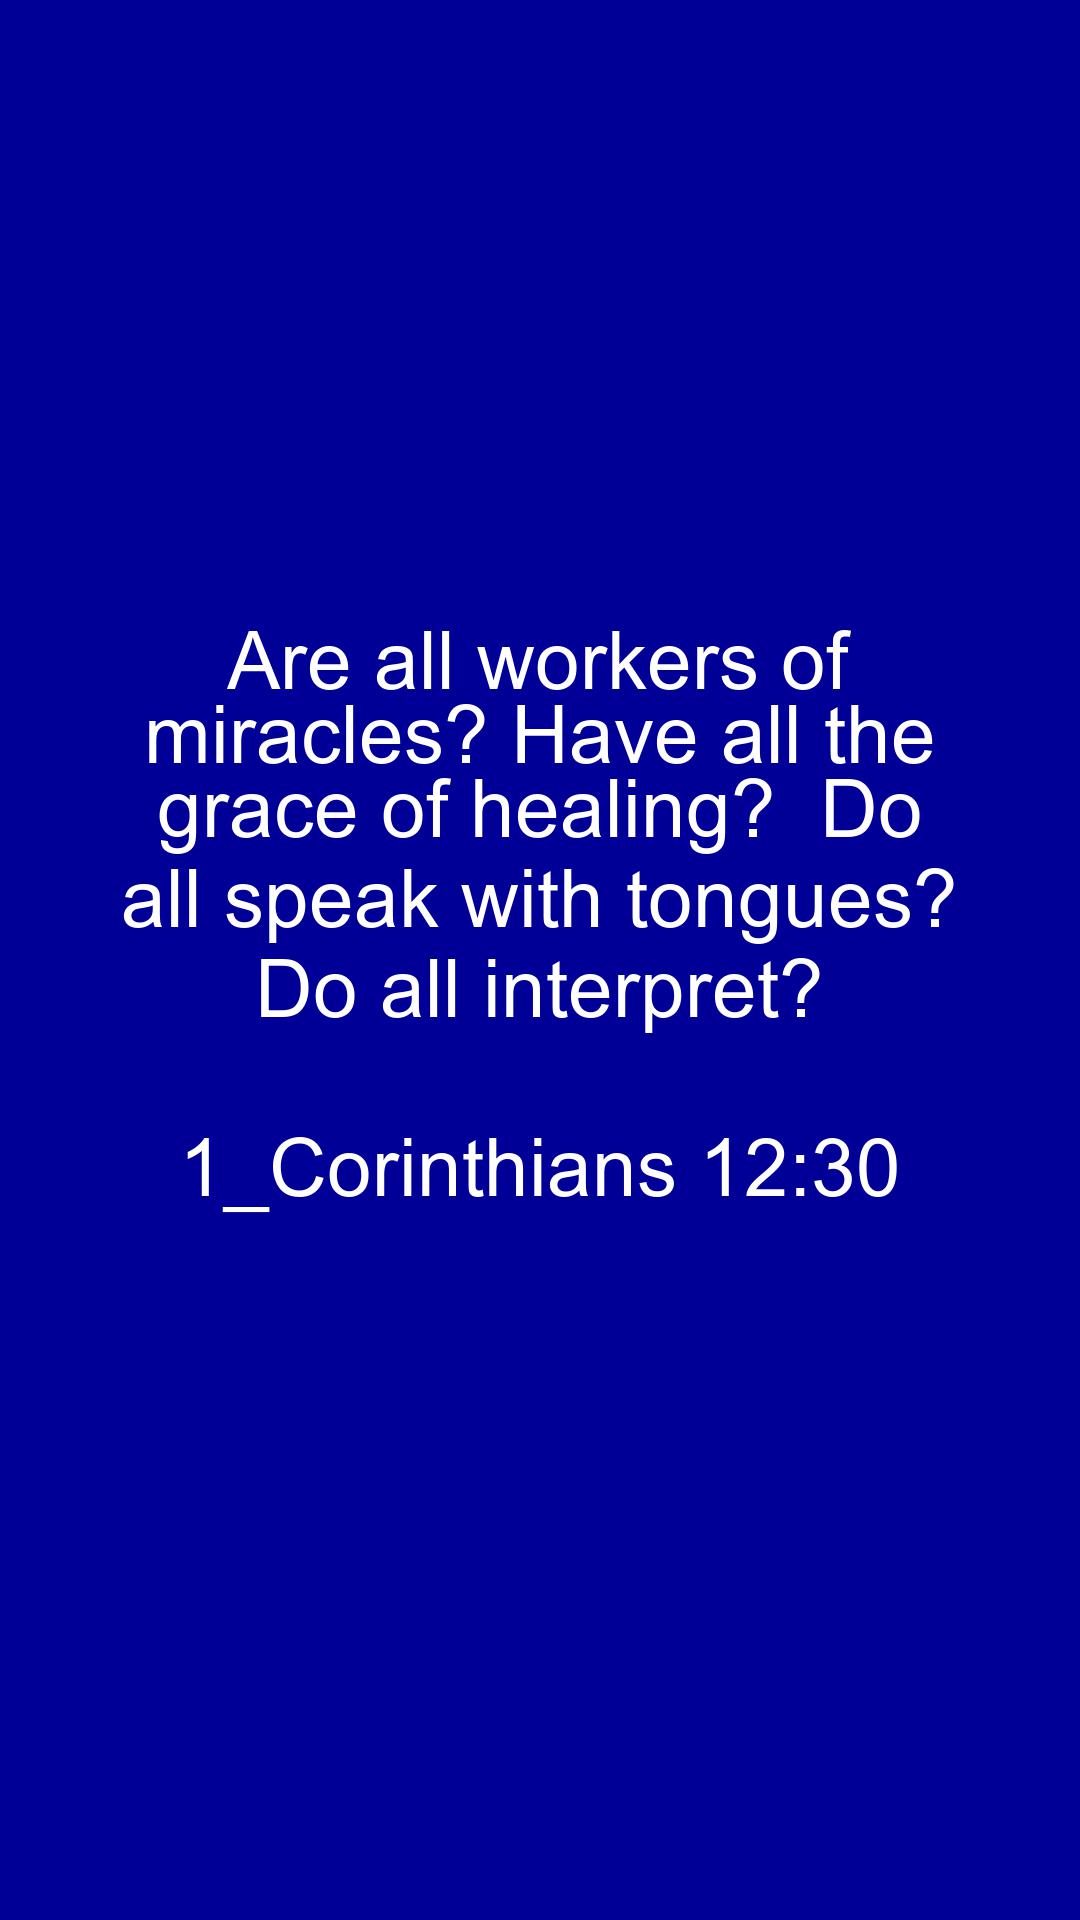 Are all workers of
miracles? Have all the
grace of healing?  Do
all speak with tongues?
Do all interpret?
1_Corinthians 12:30